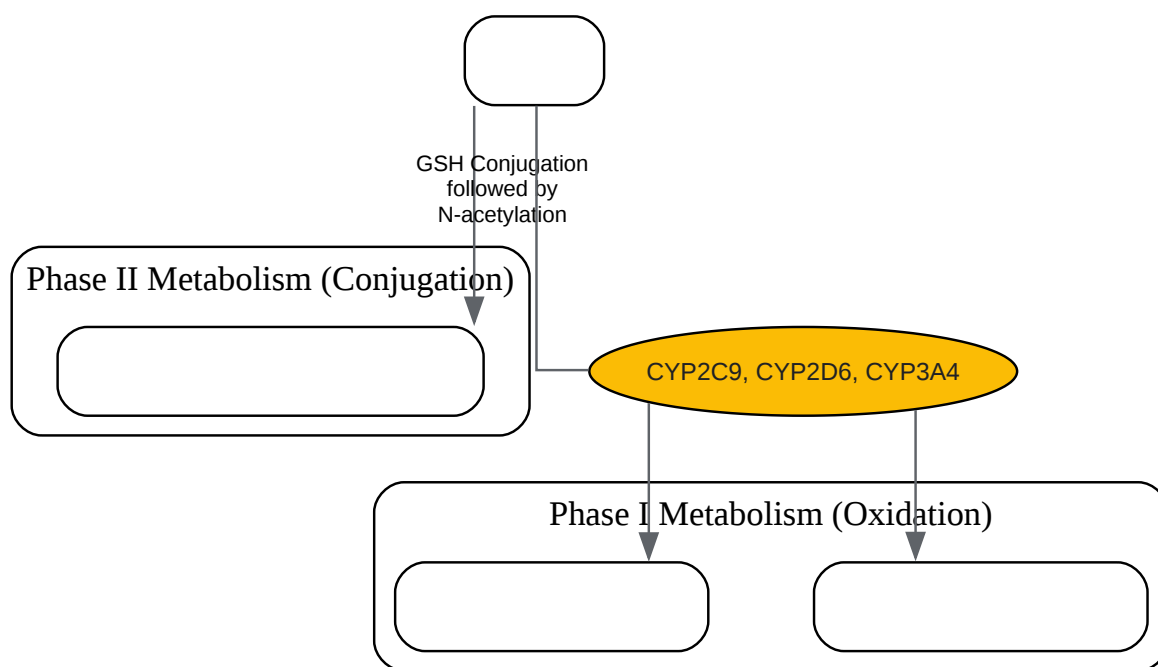 GSH Conjugation
followed by
N-acetylation
Phase II Metabolism (Conjugation)
CYP2C9, CYP2D6, CYP3A4
Phase I Metabolism (Oxidation)